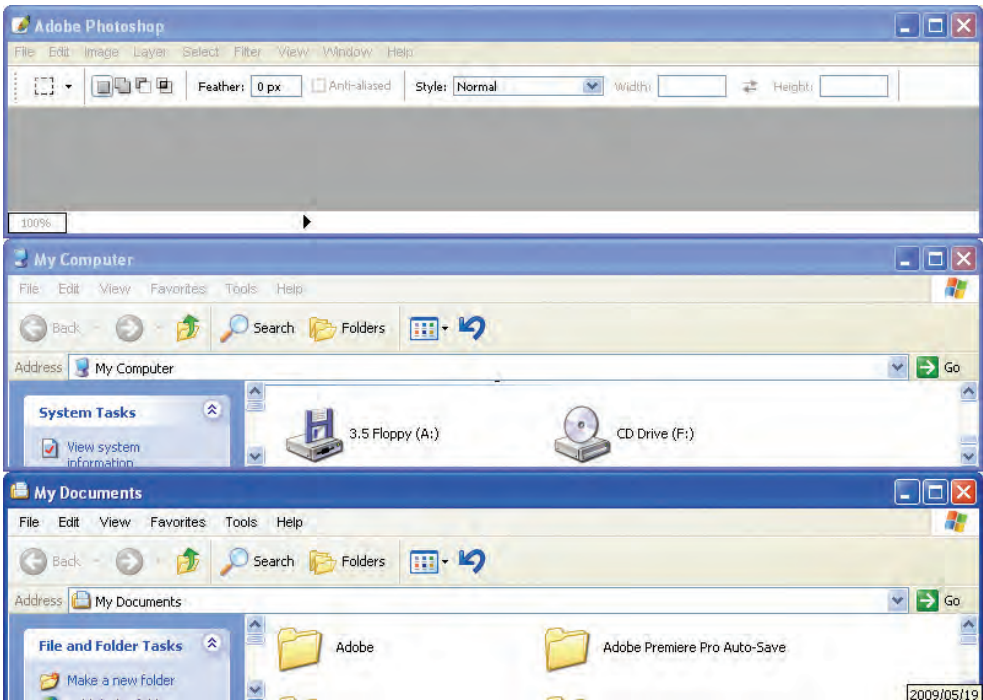 Adobe Photoshop
File Edit Image Layer Select Filter View Window Help
Feather: 0 px Anti-aliased Style: Normal Width: Height:
100%
My Computer
File Edit View Favorites Tools Help
Back Search Folders
Address My Computer Go
System Tasks
3.5 Floppy (A:) CD Drive (F:)
View system
information
My Documents
File Edit View Favorites Tools Help
Back Search Folders
Address My Documents Go
File and Folder Tasks Adobe Adobe Premiere Pro Auto-Save
Make a new folder
2009/05/19